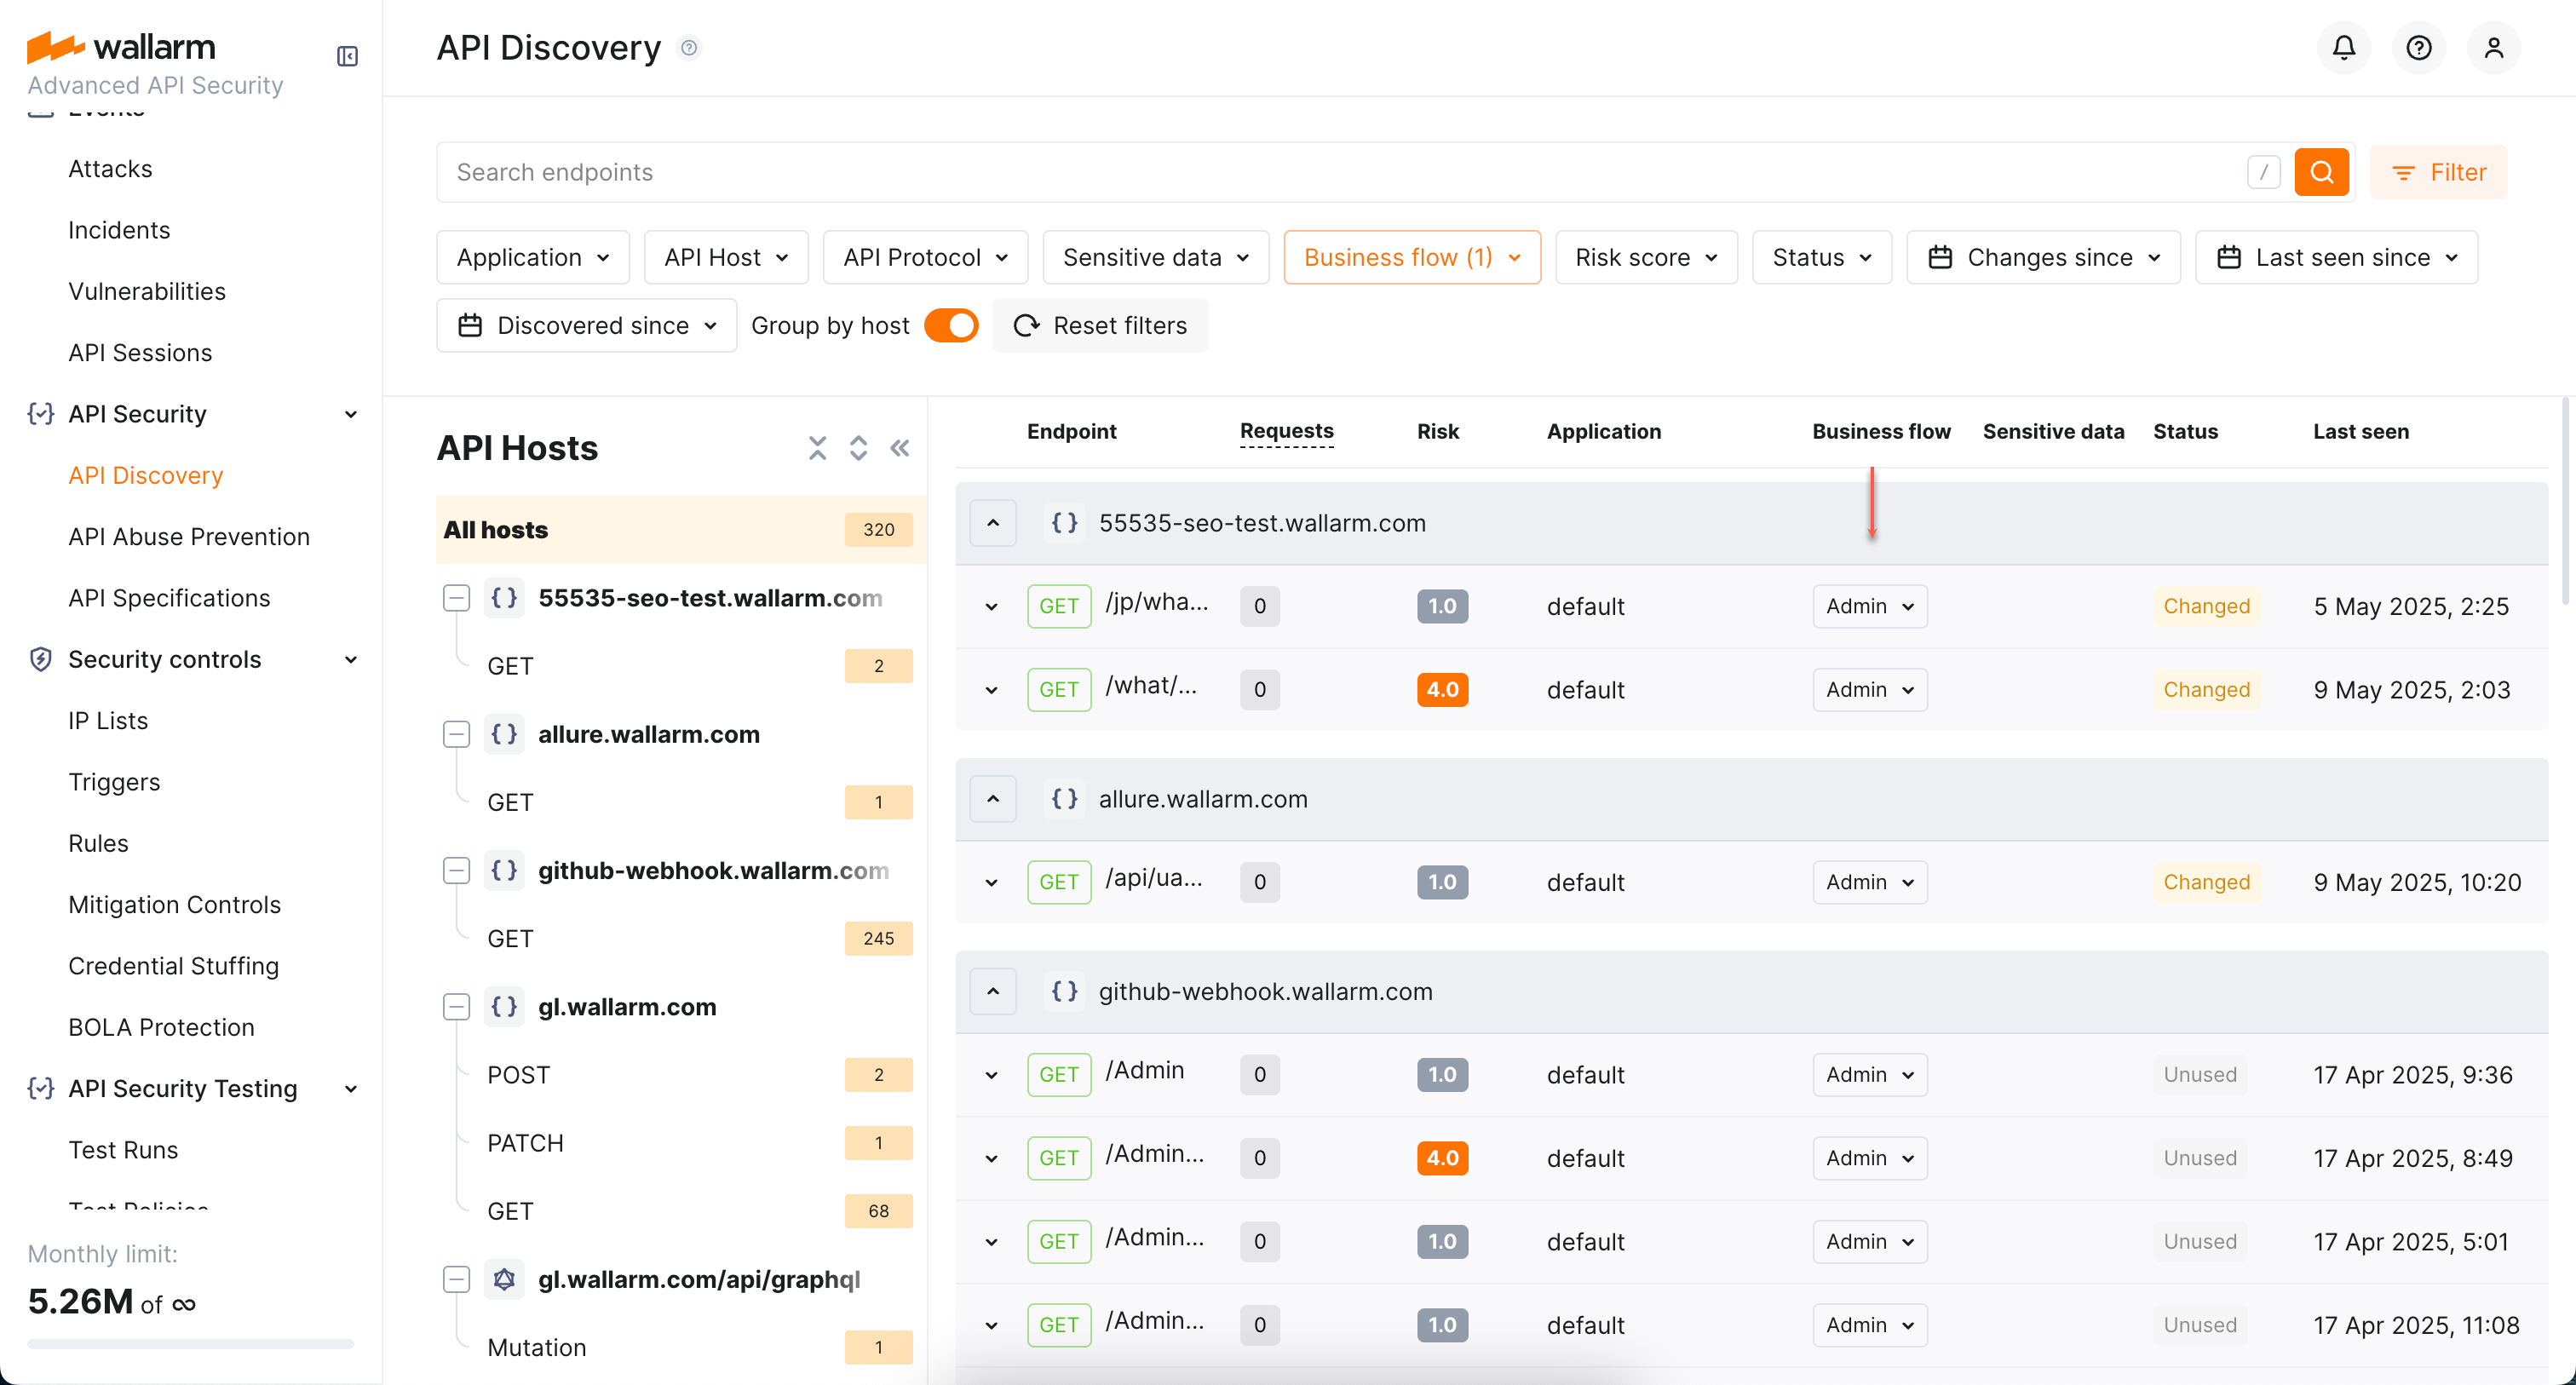 wallarm
Advanced API Security
Events
Attacks
Incidents
Vulnerabilities
API Sessions
API Security
API Discovery
API Abuse Prevention
API Specifications
Security controls
IP Lists
Triggers
Rules
Mitigation Controls
Credential Stuffing
BOLA Protection
API Security Testing
Test Runs
Test Policies
Monthly limit:
5.26M of ∞
API Discovery
Search endpoints /
Filter
Application API Host API Protocol Sensitive data Business flow (1) Risk score Status Changes since Last seen since
Discovered since Group by host Reset filters
API Hosts
All hosts 320
55535-seo-test.wallarm.com
GET 2
allure.wallarm.com
GET 1
github-webhook.wallarm.com
GET 245
gl.wallarm.com
POST 2
PATCH 1
GET 68
gl.wallarm.com/api/graphql
Mutation 1
Endpoint Requests Risk Application Business flow Sensitive data Status Last seen
55535-seo-test.wallarm.com
GET /jp/wha... 0 1.0 default Admin Changed 5 May 2025, 2:25
GET /what/... 0 4.0 default Admin Changed 9 May 2025, 2:03
allure.wallarm.com
GET /api/ua... 0 1.0 default Admin Changed 9 May 2025, 10:20
github-webhook.wallarm.com
GET /Admin 0 1.0 default Admin Unused 17 Apr 2025, 9:36
GET /Admin... 0 4.0 default Admin Unused 17 Apr 2025, 8:49
GET /Admin... 0 1.0 default Admin Unused 17 Apr 2025, 5:01
GET /Admin... 0 1.0 default Admin Unused 17 Apr 2025, 11:08